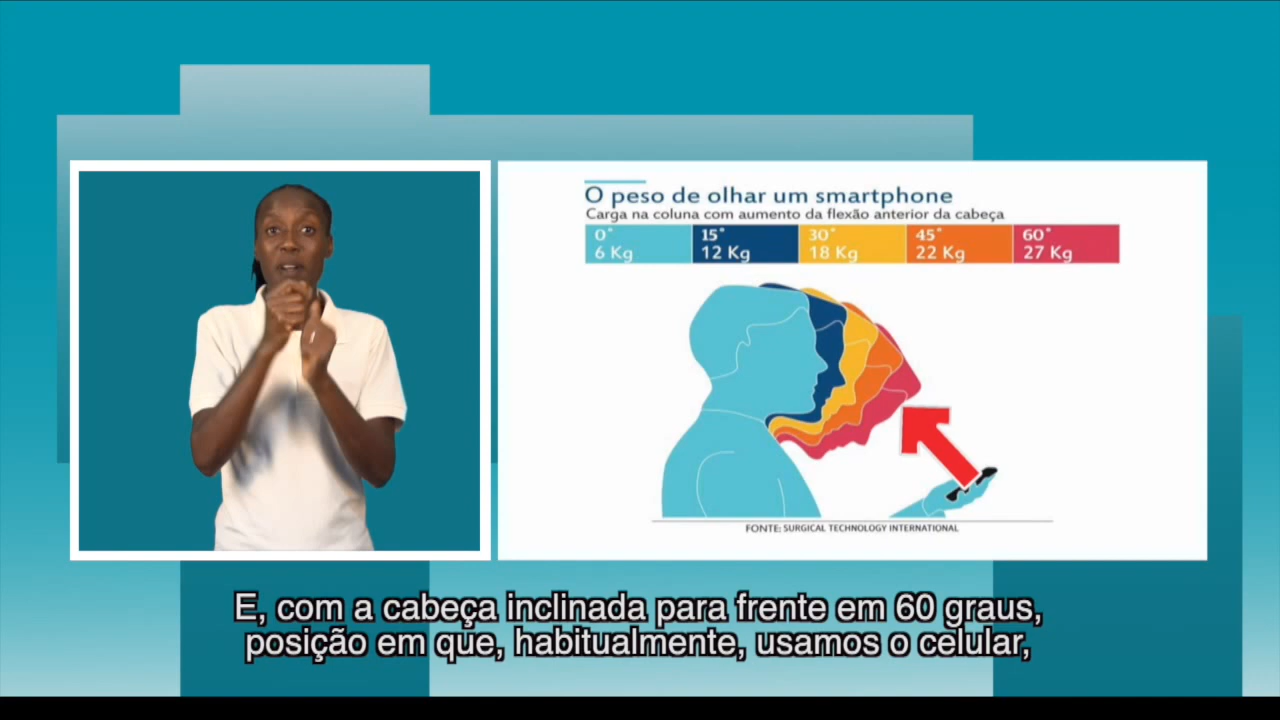 O peso de olhar um smartphone
Carga na coluna com aumento da flexão anterior da cabeça
0° 15° 30° 45° 60°
6 Kg 12 Kg 18 Kg 22 Kg 27 Kg
FONTE: SURGICAL TECHNOLOGY INTERNATIONAL
E, com a cabeça inclinada para frente em 60 graus,
posição em que, habitualmente, usamos o celular,